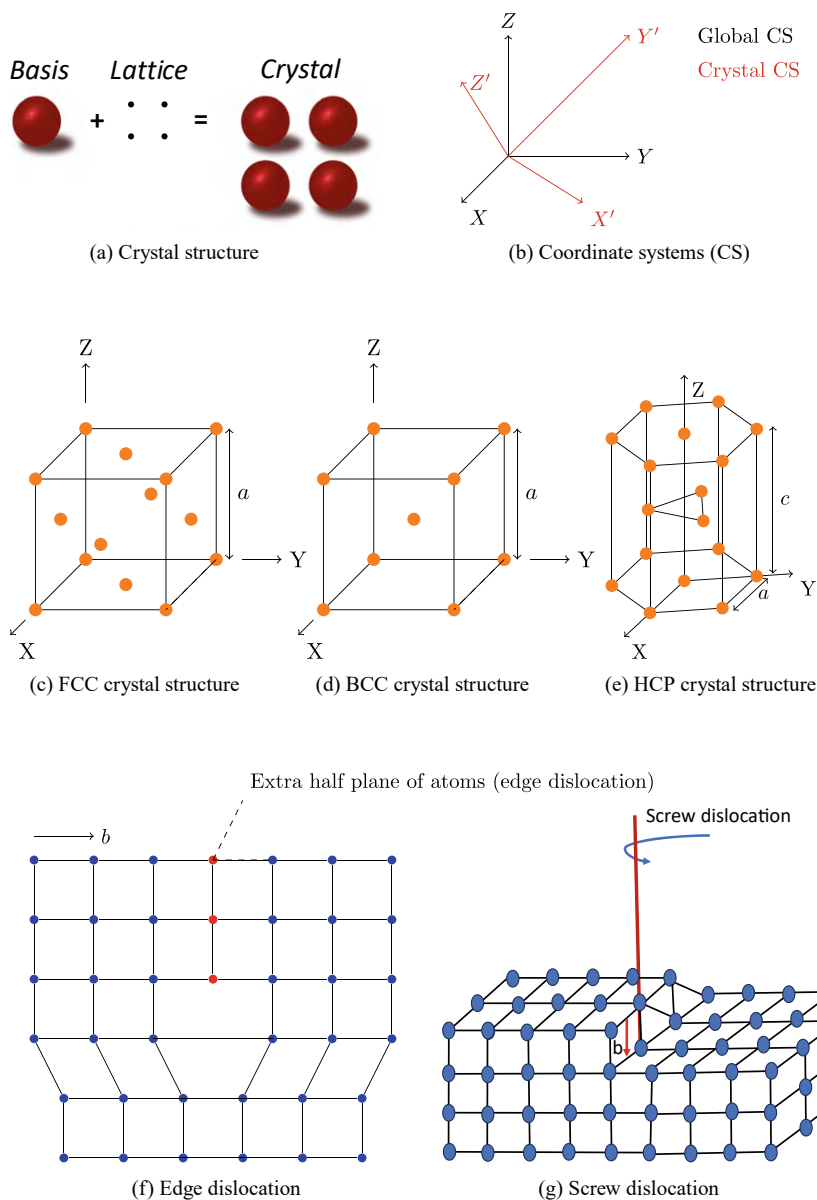 Basis Lattice Crystal
+ =
(a) Crystal structure
Z
Y′
Global CS
Crystal CS
Z′
Y
X
X′
(b) Coordinate systems (CS)
Z
a
Y
X
(c) FCC crystal structure
Z
a
Y
X
(d) BCC crystal structure
Z
c
a
Y
X
(e) HCP crystal structure
Extra half plane of atoms (edge dislocation)
b
(f) Edge dislocation
Screw dislocation
b
(g) Screw dislocation